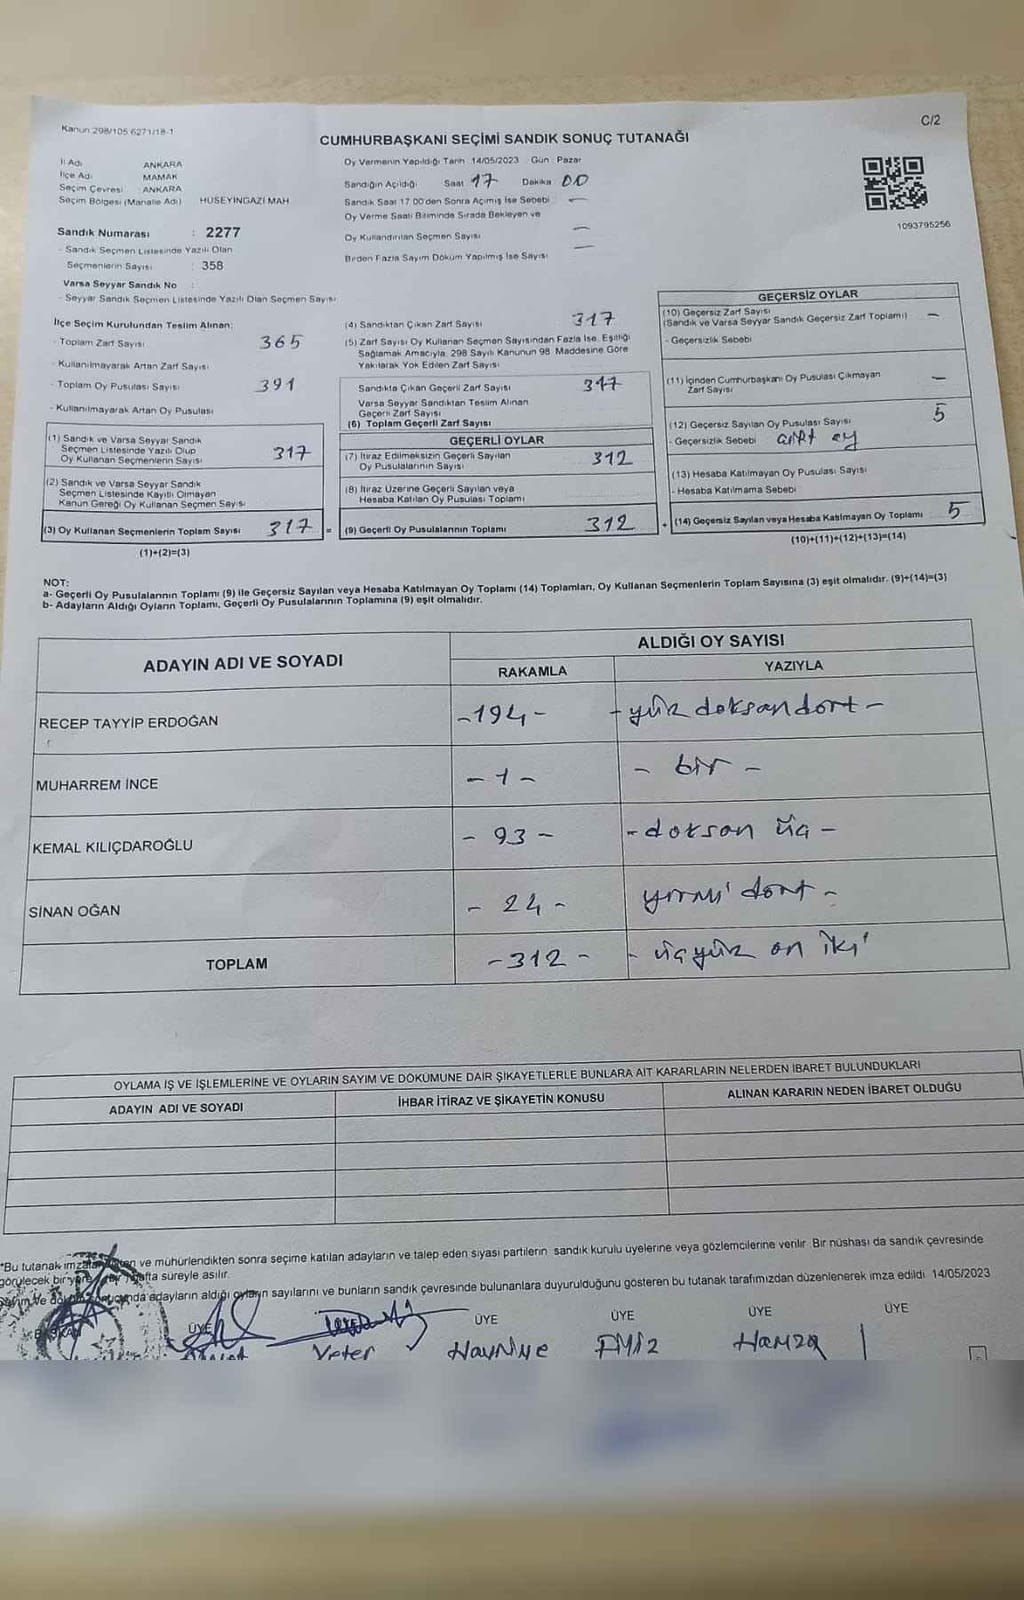 Kanun 298/105 6271/18-1
C/2
CUMHURBAŞKANI SEÇİMİ SANDIK SONUÇ TUTANAĞI
İl Adı ANKARA
İlçe Adı MAMAK
Seçim Çevresi : ANKARA
Seçim Bölgesi (Mahalle Adı) HÜSEYİNGAZİ MAH.
Sandık Numarası : 2277
- Sandık Seçmen Listesinde Yazılı Olan
Seçmenlerin Sayısı : 358
Varsa Seyyar Sandık No :
- Seyyar Sandık Seçmen Listesinde Yazılı Olan Seçmen Sayısı
Oy Vermenin Yapıldığı Tarih 14/05/2023 Gün : Pazar
Sandığın Açıldığı Saat 17 Dakika 00
Sandık Saat 17.00'den Sonra Açılmış İse Sebebi —
Oy Verme Saati Bitiminde Sırada Bekleyen ve
Oy Kullandırılan Seçmen Sayısı —
Birden Fazla Sayım Döküm Yapılmış İse Sayısı —
1093795256
İlçe Seçim Kurulundan Teslim Alınan:
- Toplam Zarf Sayısı 365
- Kullanılmayarak Artan Zarf Sayısı
- Toplam Oy Pusulası Sayısı 391
- Kullanılmayarak Artan Oy Pusulası
(1) Sandık ve Varsa Seyyar Sandık
Seçmen Listesinde Yazılı Olup
Oy Kullanan Seçmenlerin Sayısı 317
(2) Sandık ve Varsa Seyyar Sandık
Seçmen Listesinde Kayıtlı Olmayan
Kanun Gereği Oy Kullanan Seçmen Sayısı
(3) Oy Kullanan Seçmenlerin Toplam Sayısı 317 =
(1)+(2)=(3)
(4) Sandıktan Çıkan Zarf Sayısı 317
(5) Zarf Sayısı Oy Kullanan Seçmen Sayısından Fazla İse, Eşitliği
Sağlamak Amacıyla, 298 Sayılı Kanunun 98. Maddesine Göre
Yakılarak Yok Edilen Zarf Sayısı
Sandıkta Çıkan Geçerli Zarf Sayısı 317
Varsa Seyyar Sandıktan Teslim Alınan
Geçerli Zarf Sayısı
(6) Toplam Geçerli Zarf Sayısı
GEÇERLİ OYLAR
(7) İtiraz Edilmeksizin Geçerli Sayılan
Oy Pusulalarının Sayısı 312
(8) İtiraz Üzerine Geçerli Sayılan veya
Hesaba Katılan Oy Pusulası Toplamı
(9) Geçerli Oy Pusulalarının Toplamı 312 +
GEÇERSİZ OYLAR
(10) Geçersiz Zarf Sayısı
(Sandık ve Varsa Seyyar Sandık Geçersiz Zarf Toplamı) —
- Geçersizlik Sebebi
(11) İçinden Cumhurbaşkanı Oy Pusulası Çıkmayan
Zarf Sayısı —
(12) Geçersiz Sayılan Oy Pusulası Sayısı 5
- Geçersizlik Sebebi oy
(13) Hesaba Katılmayan Oy Pusulası Sayısı
- Hesaba Katılmama Sebebi
(14) Geçersiz Sayılan veya Hesaba Katılmayan Oy Toplamı 5
(10)+(11)+(12)+(13)=(14)
NOT:
a- Geçerli Oy Pusulalarının Toplamı (9) ile Geçersiz Sayılan veya Hesaba Katılmayan Oy Toplamı (14) Toplamları, Oy Kullanan Seçmenlerin Toplam Sayısına (3) eşit olmalıdır. (9)+(14)=(3)
b- Adayların Aldığı Oyların Toplamı, Geçerli Oy Pusulalarının Toplamına (9) eşit olmalıdır.
ADAYIN ADI VE SOYADI
ALDIĞI OY SAYISI
RAKAMLA YAZIYLA
RECEP TAYYİP ERDOĞAN -194- -yüz doksan dört-
MUHARREM İNCE -1- -bir-
KEMAL KILIÇDAROĞLU -93- -doksan üç-
SİNAN OĞAN -24- yirmi dört-
TOPLAM -312- -üçyüz on iki
OYLAMA İŞ VE İŞLEMLERİNE VE OYLARIN SAYIM VE DÖKÜMÜNE DAİR ŞİKAYETLERLE BUNLARA AİT KARARLARIN NELERDEN İBARET BULUNDUKLARI
ADAYIN ADI VE SOYADI İHBAR İTİRAZ VE ŞİKAYETİN KONUSU ALINAN KARARIN NEDEN İBARET OLDUĞU
*Bu tutanak ve mühürlendikten sonra seçime katılan adayların ve talep eden siyasi partilerin sandık kurulu üyelerine veya gözlemcilerine verilir. Bir nüshası da sandık çevresinde
görülecek bir hafta süreyle asılır.
adayların aldığı oyların sayılarını ve bunların sandık çevresinde bulunanlara duyurulduğunu gösteren bu tutanak tarafımızdan düzenlenerek imza edildi. 14/05/2023
BAŞKAN ÜYE ÜYE ÜYE ÜYE ÜYE
Yeter Hayriye Filiz Hamza